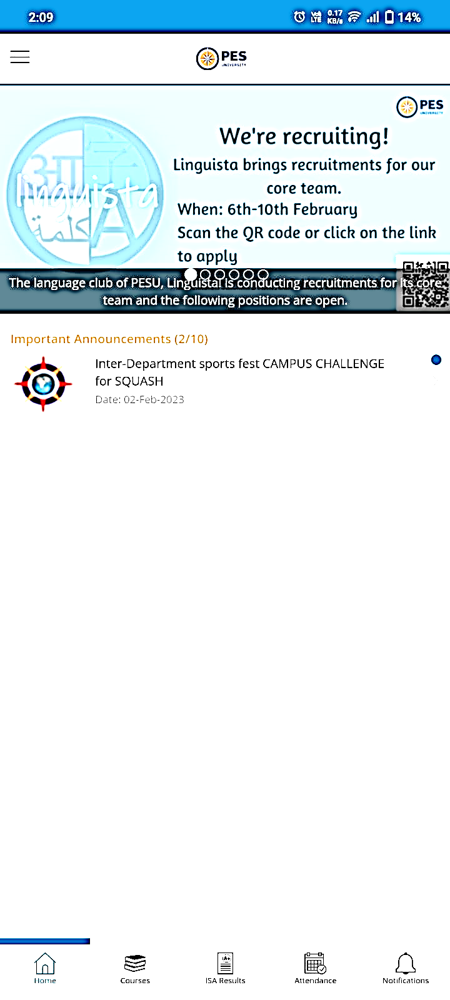 2:09
VoLTE 0.17 KB/s 14%
PES
UNIVERSITY
PES
UNIVERSITY
We're recruiting!
Linguista brings recruitments for our
core team.
When: 6th-10th February
Scan the QR code or click on the link
to apply
linguista
The language club of PESU, Linguista! is conducting recruitments for its core
team and the following positions are open.
Important Announcements (2/10)
Inter-Department sports fest CAMPUS CHALLENGE
for SQUASH
Date: 02-Feb-2023
Home
Courses
A+
ISA Results
Attendance
Notifications